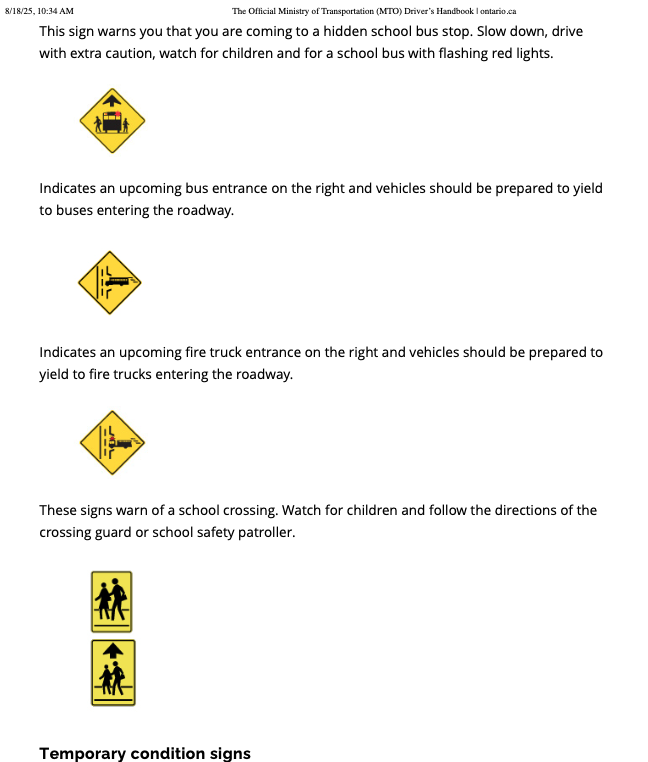 8/18/25, 10:34 AM The Official Ministry of Transportation (MTO) Driver's Handbook | ontario.ca
This sign warns you that you are coming to a hidden school bus stop. Slow down, drive
with extra caution, watch for children and for a school bus with flashing red lights.
Indicates an upcoming bus entrance on the right and vehicles should be prepared to yield
to buses entering the roadway.
Indicates an upcoming fire truck entrance on the right and vehicles should be prepared to
yield to fire trucks entering the roadway.
These signs warn of a school crossing. Watch for children and follow the directions of the
crossing guard or school safety patroller.
Temporary condition signs